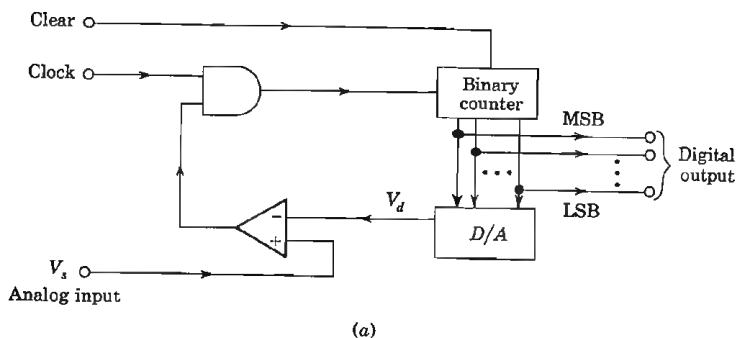 Clear
Clock
Binary
counter
MSB
Digital
output
LSB
V_d
D/A
− 
+
V_s
Analog input
(a)